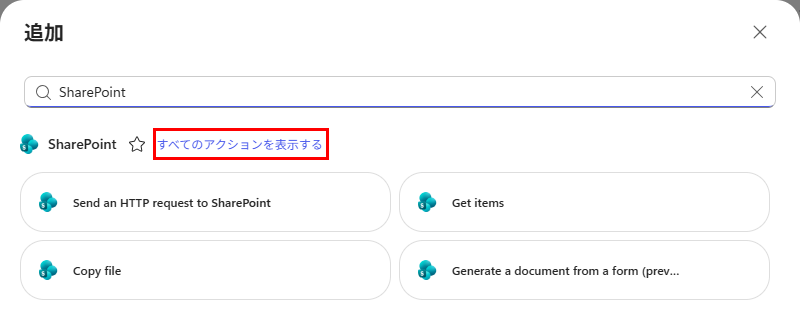 追加
SharePoint
SharePoint すべてのアクションを表示する
Send an HTTP request to SharePoint
Get items
Copy file
Generate a document from a form (prev...